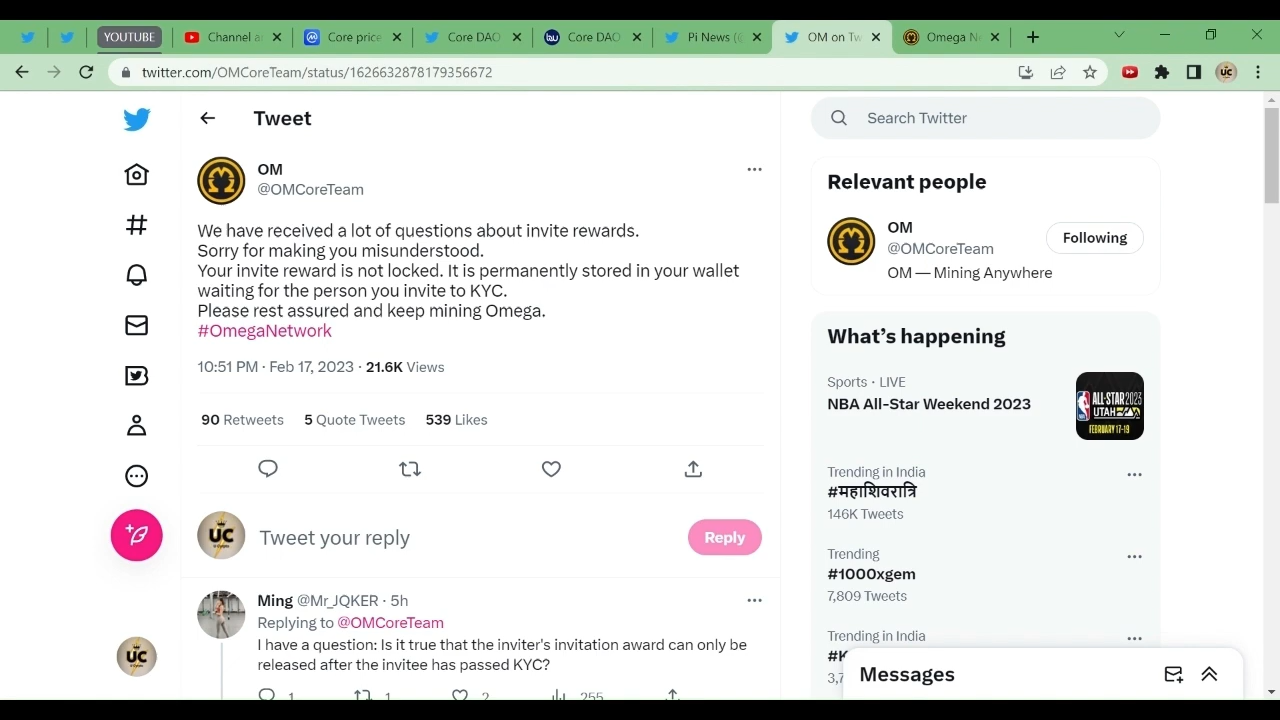 YOUTUBE
Channel a
Core price
Core DAO
Core DAO
Pi News (
OM on Tw
Omega N
twitter.com/OMCoreTeam/status/1626632878179356672
UC
Tweet
Search Twitter
OM
@OMCoreTeam
We have received a lot of questions about invite rewards.
Sorry for making you misunderstood.
Your invite reward is not locked. It is permanently stored in your wallet
waiting for the person you invite to KYC.
Please rest assured and keep mining Omega.
#OmegaNetwork
10:51 PM · Feb 17, 2023 · 21.6K Views
90 Retweets 5 Quote Tweets 539 Likes
UC
Tweet your reply
Reply
Ming @Mr_JQKER · 5h
Replying to @OMCoreTeam
I have a question: Is it true that the inviter's invitation award can only be
released after the invitee has passed KYC?
1 1 2 255
UC
Relevant people
OM
@OMCoreTeam
Following
OM — Mining Anywhere
What's happening
Sports · LIVE
NBA All-Star Weekend 2023
ALL-STAR 2023
UTAH
FEBRUARY 17-19
Trending in India
#महाशिवरात्रि
146K Tweets
Trending
#1000xgem
7,809 Tweets
Trending in India
#K
3,7
Messages